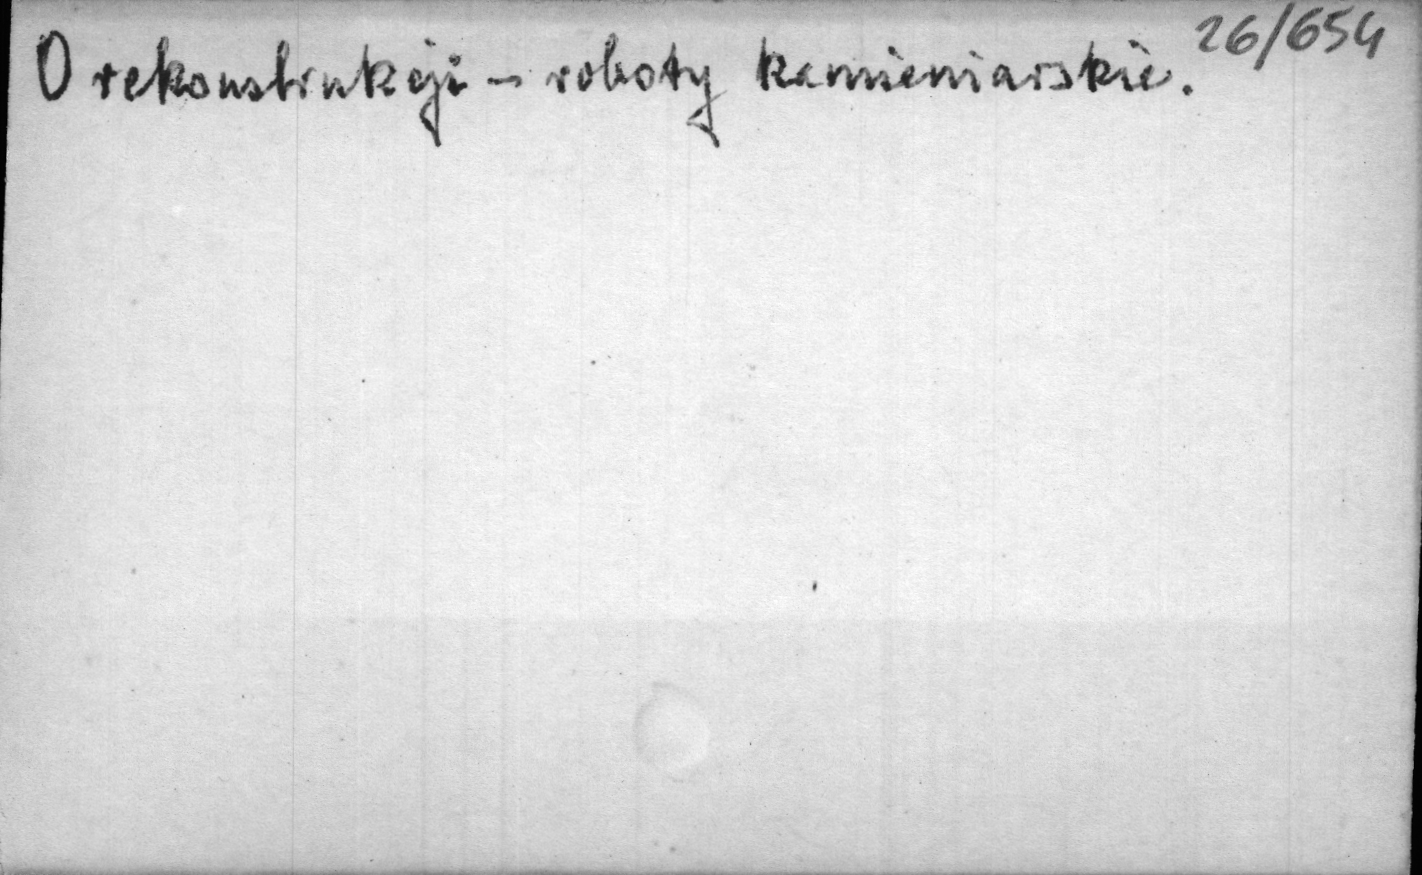 26/654
O rekonstrukcji – roboty kamieniarskie.